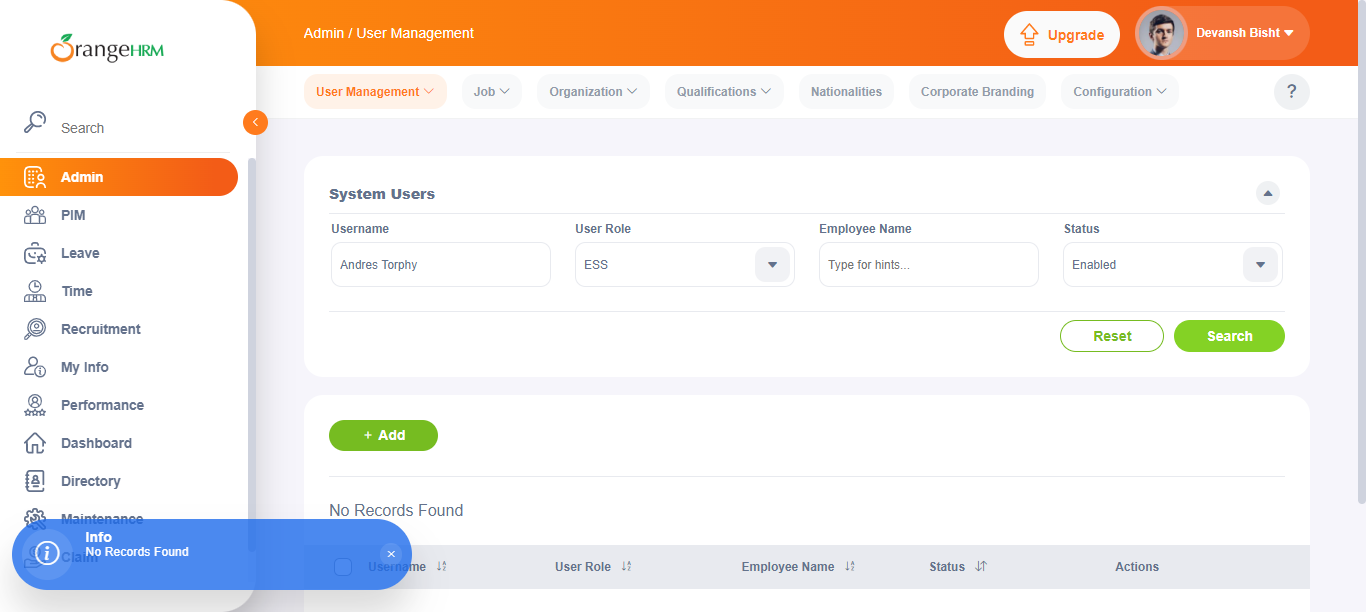 OrangeHRM
Admin / User Management
Upgrade
Devansh Bisht
User Management
Job
Organization
Qualifications
Nationalities
Corporate Branding
Configuration
?
Search
Admin
PIM
Leave
Time
Recruitment
My Info
Performance
Dashboard
Directory
Maintenance
Claim
System Users
Username
User Role
Employee Name
Status
Andres Torphy
ESS
Type for hints...
Enabled
Reset
Search
+ Add
No Records Found
Username
User Role
Employee Name
Status
Actions
Info
No Records Found